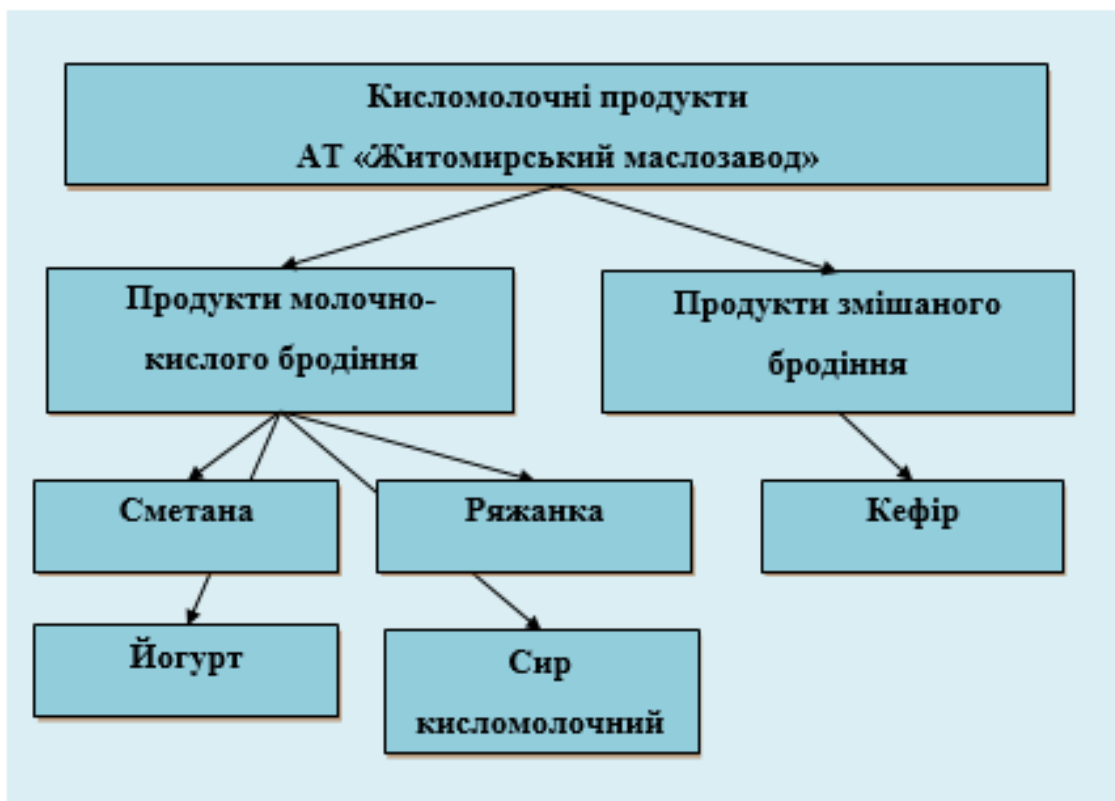 Кисломолочні продукти
АТ «Житомирський маслозавод»
Продукти молочно-
кислого бродіння
Продукти змішаного
бродіння
Сметана
Ряжанка
Кефір
Йогурт
Сир
кисломолочний